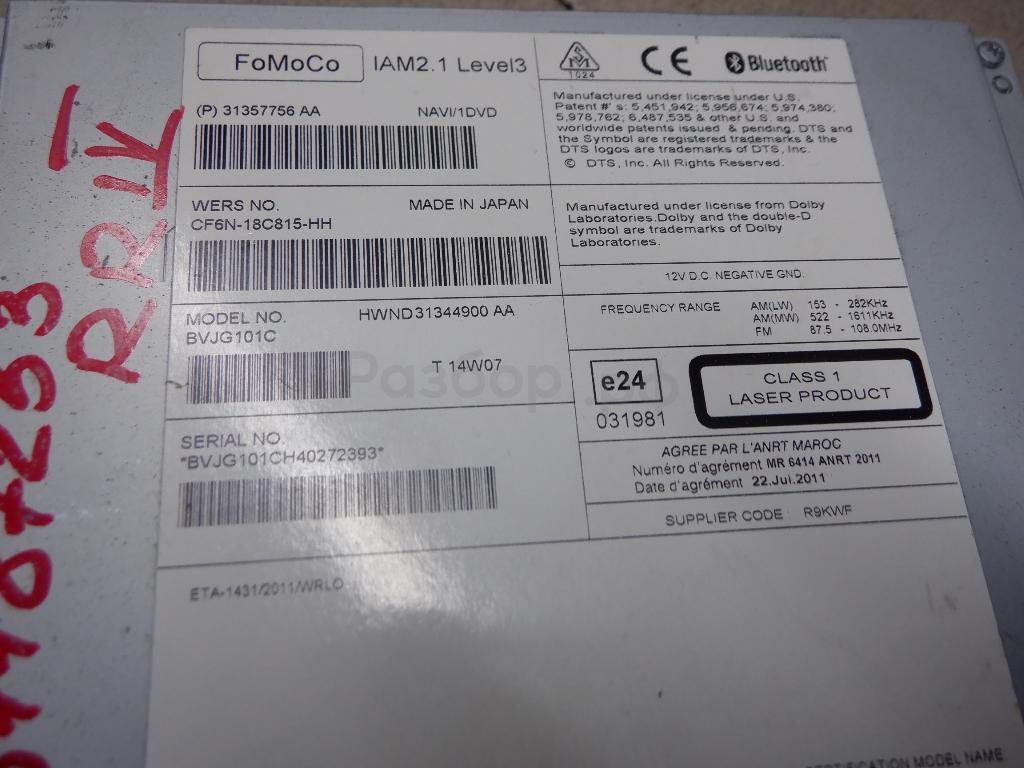 FoMoCo IAM2.1 Level3
(P) 31357756 AA NAVI/1DVD
WERS NO. MADE IN JAPAN
CF6N-18C815-HH
MODEL NO. HWND31344900 AA
BVJG101C
T 14W07
SERIAL NO.
*BVJG101CH40272393*
ETA-1431/2011/WRLO
1024
CE
Bluetooth
Manufactured under license under U.S.
Patent #' s: 5,451,942; 5,956,674; 5,974,380;
5,978,762; 6,487,535 & other U.S. and
worldwide patents issued & pending. DTS and
the Symbol are registered trademarks &
DTS logos are trademarks of DTS, Inc.
© DTS, Inc. All Rights Reserved.
Manufactured under license from Dolby
Laboratories.Dolby and the double-D
symbol are trademarks of Dolby
Laboratories.
12V D.C. NEGATIVE GND.
FREQUENCY RANGE AM(LW) 153 - 282KHz
AM(MW) 522 - 1611KHz
FM 87.5 - 108.0MHz
e24
031981
CLASS 1
LASER PRODUCT
AGREE PAR L'ANRT MAROC
Numéro d'agrément MR 6414 ANRT 2011
Date d'agrément 22.Jul.2011
SUPPLIER CODE : R9KWF
CERTIFICATION MODEL NAME
RRIV
Разбор